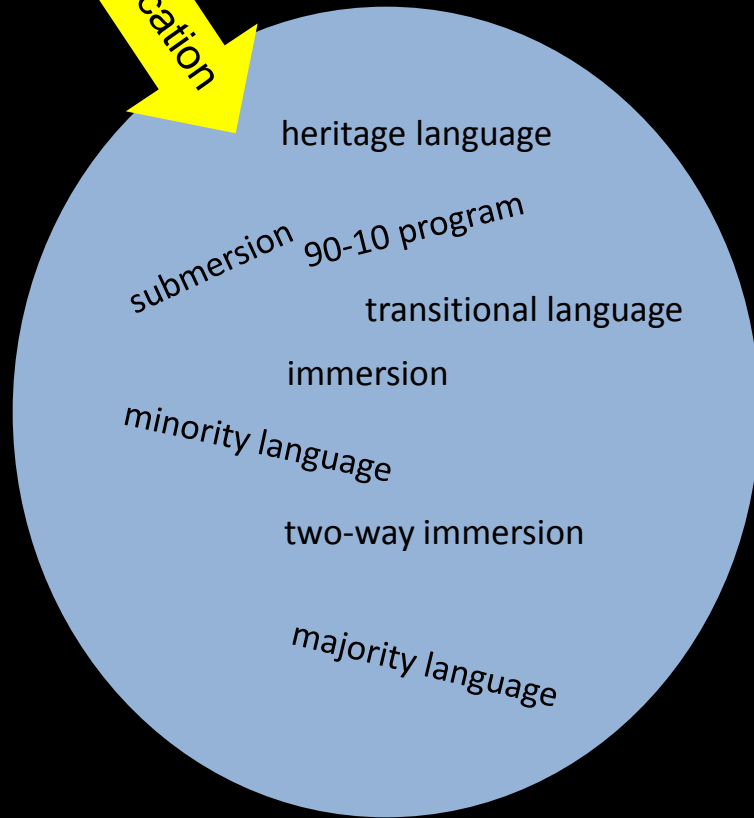 cation
heritage language
submersion
90-10 program
transitional language
immersion
minority language
two-way immersion
majority language